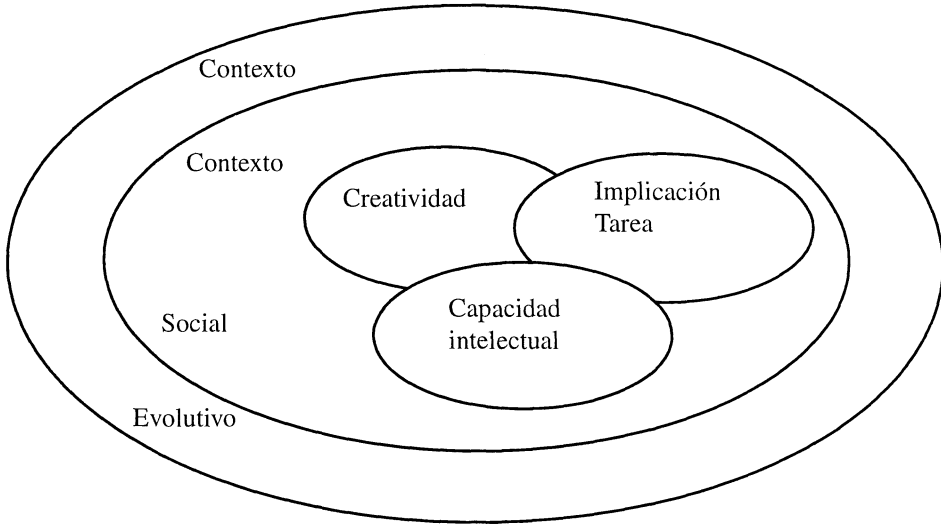 Contexto
Contexto
Creatividad
Implicación
Tarea
Capacidad
intelectual
Social
Evolutivo